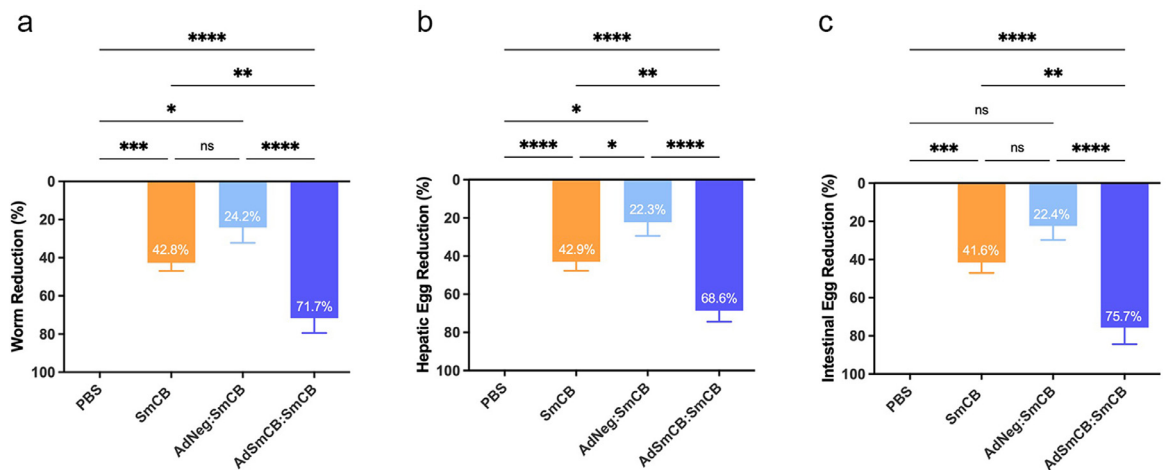 a
****
**
*
***
ns
****
Worm Reduction (%)
0
20
40
60
80
100
42.8%
24.2%
71.7%
PBS
SmCB
AdNeg:SmCB
AdSmCB:SmCB
b
****
**
*
****
*
****
Hepatic Egg Reduction (%)
0
20
40
60
80
100
42.9%
22.3%
68.6%
PBS
SmCB
AdNeg:SmCB
AdSmCB:SmCB
c
****
**
ns
***
ns
****
Intestinal Egg Reduction (%)
0
20
40
60
80
100
41.6%
22.4%
75.7%
PBS
SmCB
AdNeg:SmCB
AdSmCB:SmCB